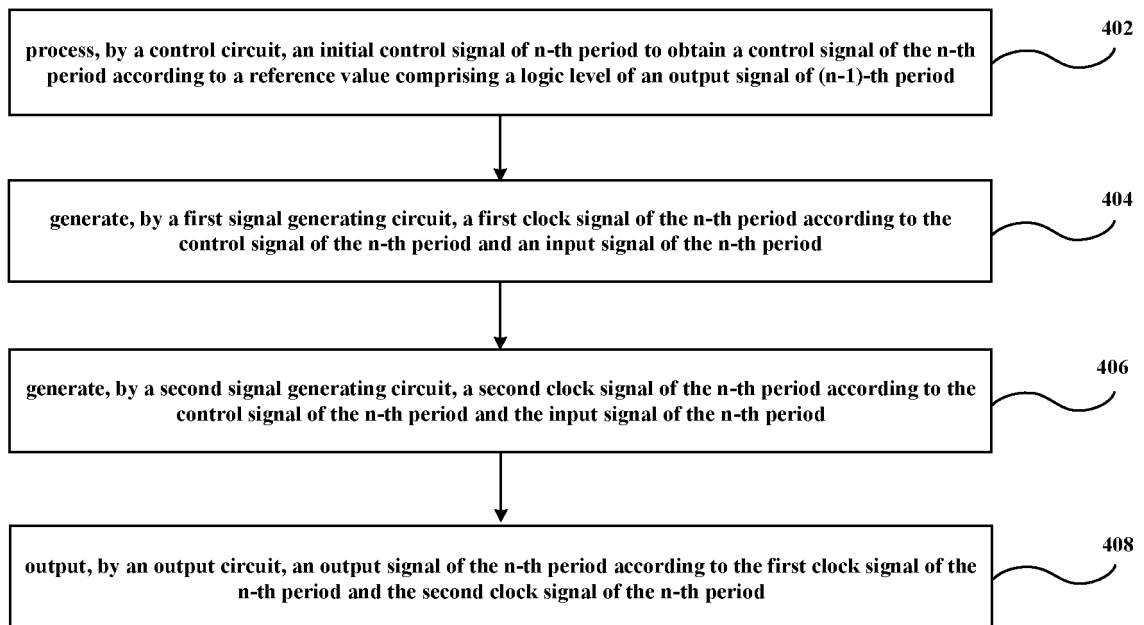 402
process, by a control circuit, an initial control signal of n-th period to obtain a control signal of the n-th
period according to a reference value comprising a logic level of an output signal of (n-1)-th period
404
generate, by a first signal generating circuit, a first clock signal of the n-th period according to the
control signal of the n-th period and an input signal of the n-th period
406
generate, by a second signal generating circuit, a second clock signal of the n-th period according to the
control signal of the n-th period and the input signal of the n-th period
408
output, by an output circuit, an output signal of the n-th period according to the first clock signal of the
n-th period and the second clock signal of the n-th period